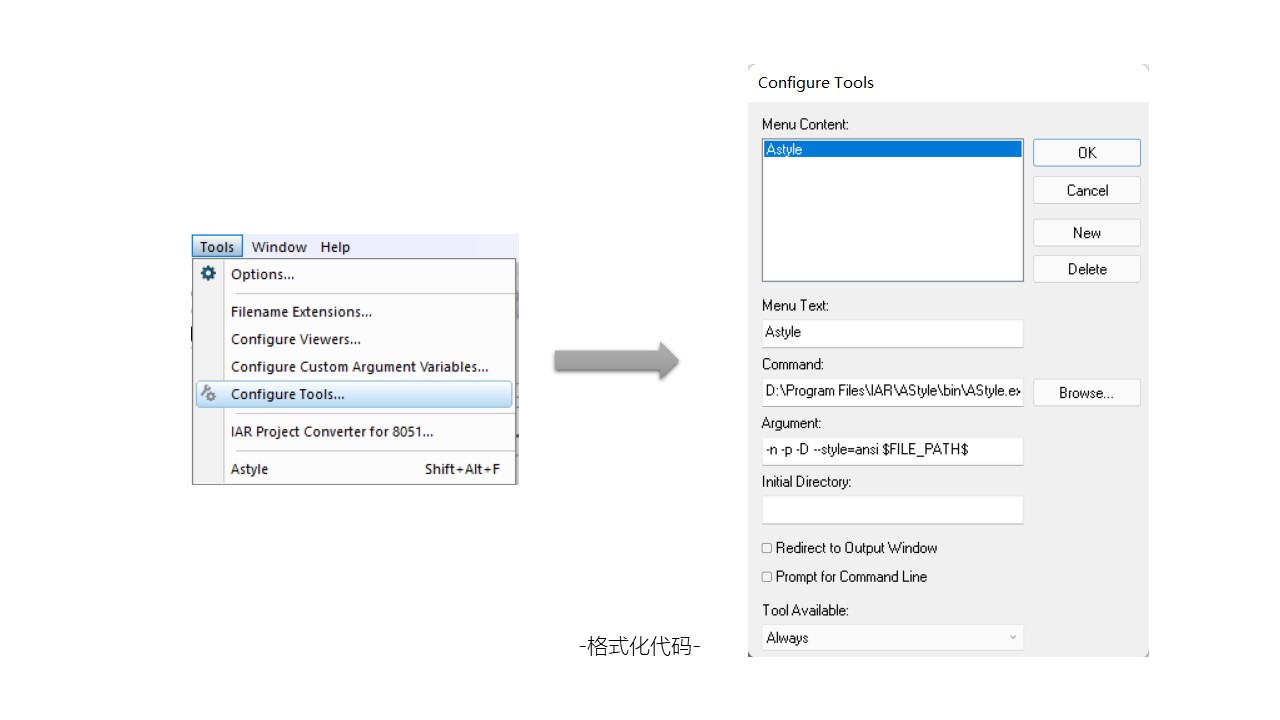 Tools Window Help
Options...
Filename Extensions...
Configure Viewers...
Configure Custom Argument Variables...
Configure Tools...
IAR Project Converter for 8051...
Astyle Shift+Alt+F
Configure Tools
Menu Content:
Astyle
OK
Cancel
New
Delete
Menu Text:
Astyle
Command:
D:\Program Files\IAR\AStyle\bin\AStyle.ex
Browse...
Argument:
-n -p -D --style=ansi $FILE_PATH$
Initial Directory:
Redirect to Output Window
Prompt for Command Line
Tool Available:
Always
-格式化代码-